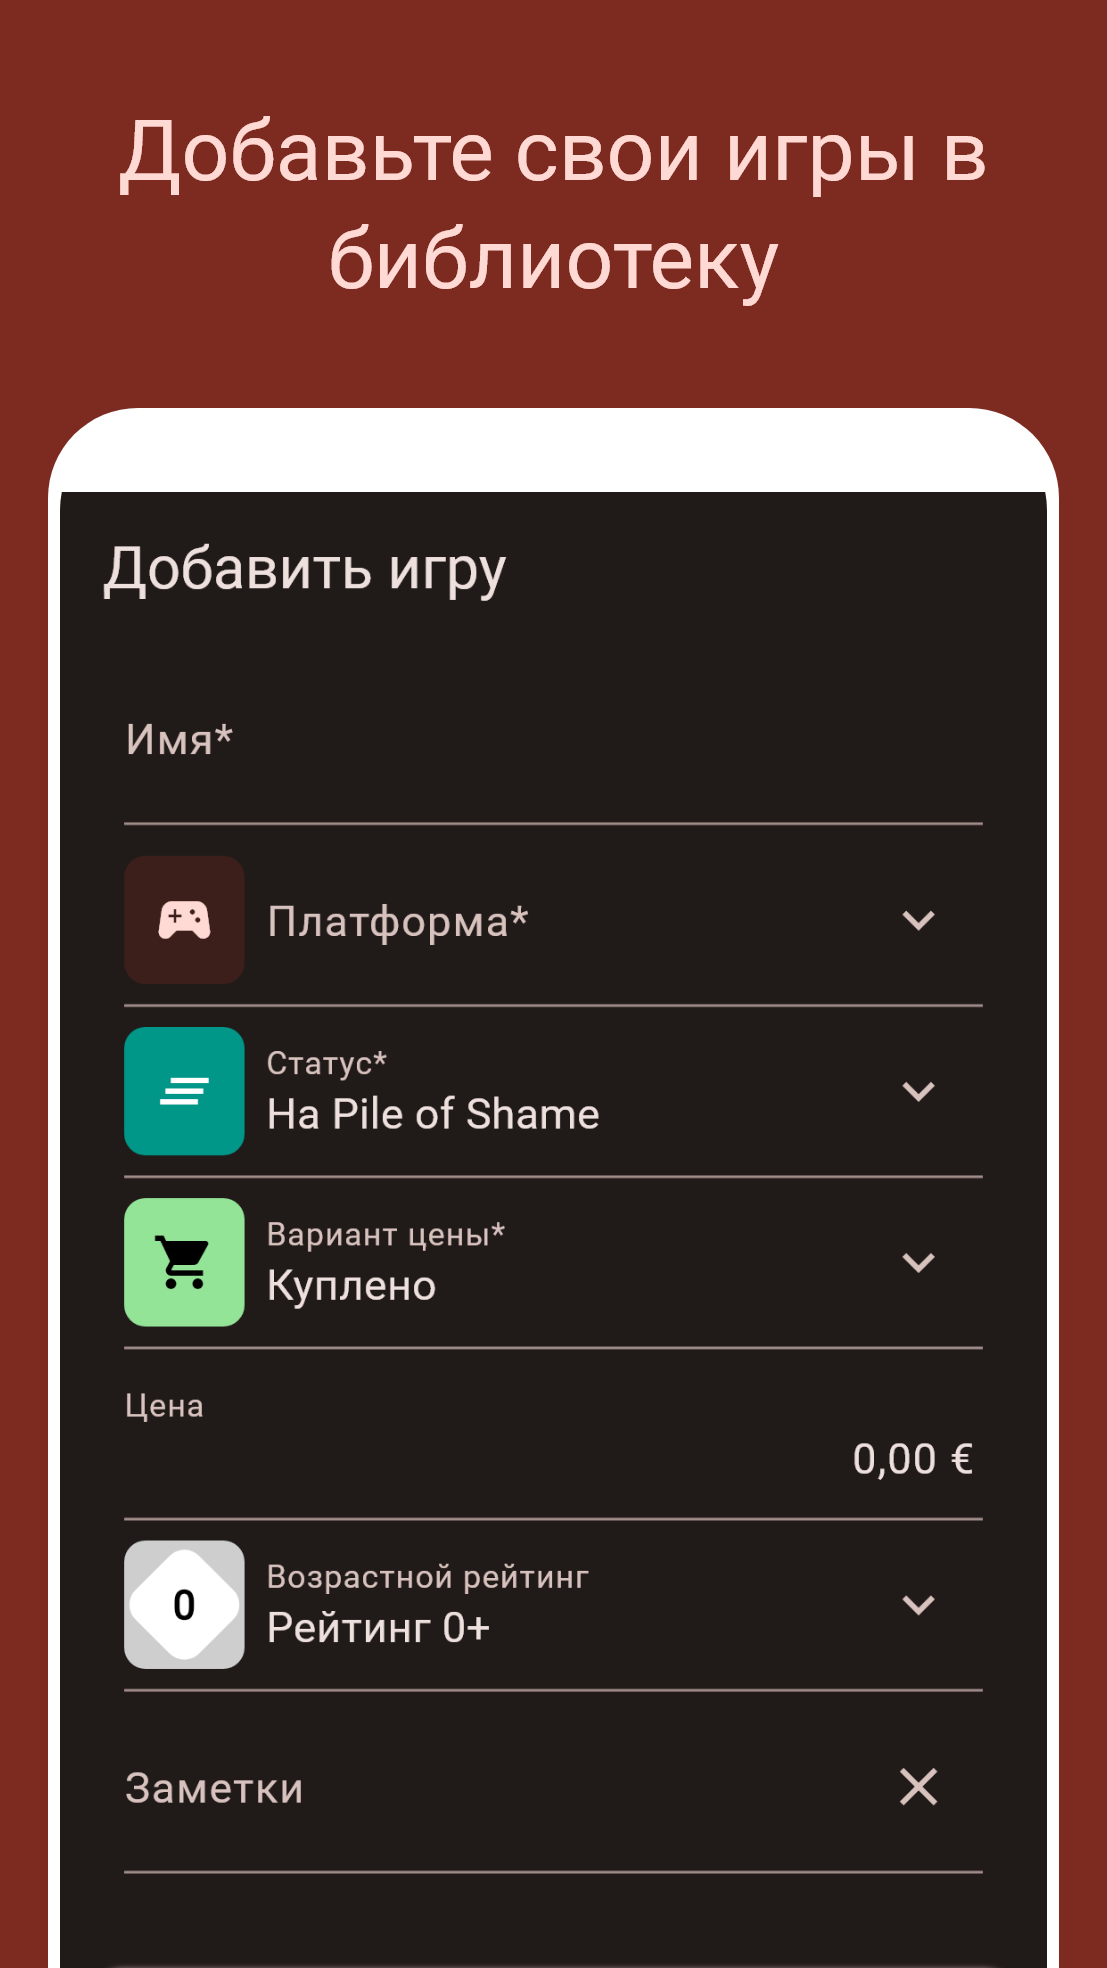 Добавьте свои игры в
библиотеку
Добавить игру
Имя*
Платформа*
Статус*
На Pile of Shame
Вариант цены*
Куплено
Цена
0,00 €
0
Возрастной рейтинг
Рейтинг 0+
Заметки